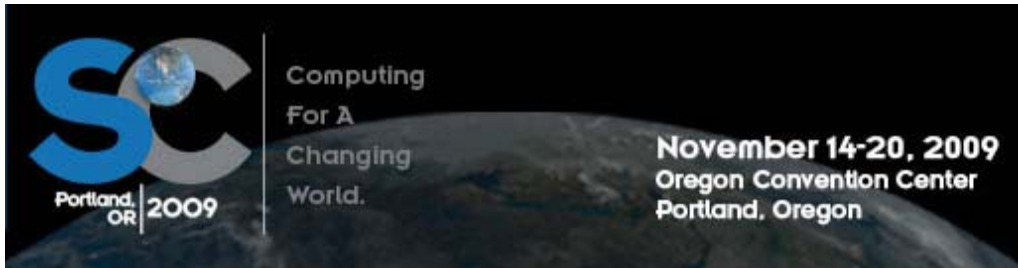 SC
Portland, OR | 2009
Computing
For A
Changing
World.
November 14-20, 2009
Oregon Convention Center
Portland, Oregon